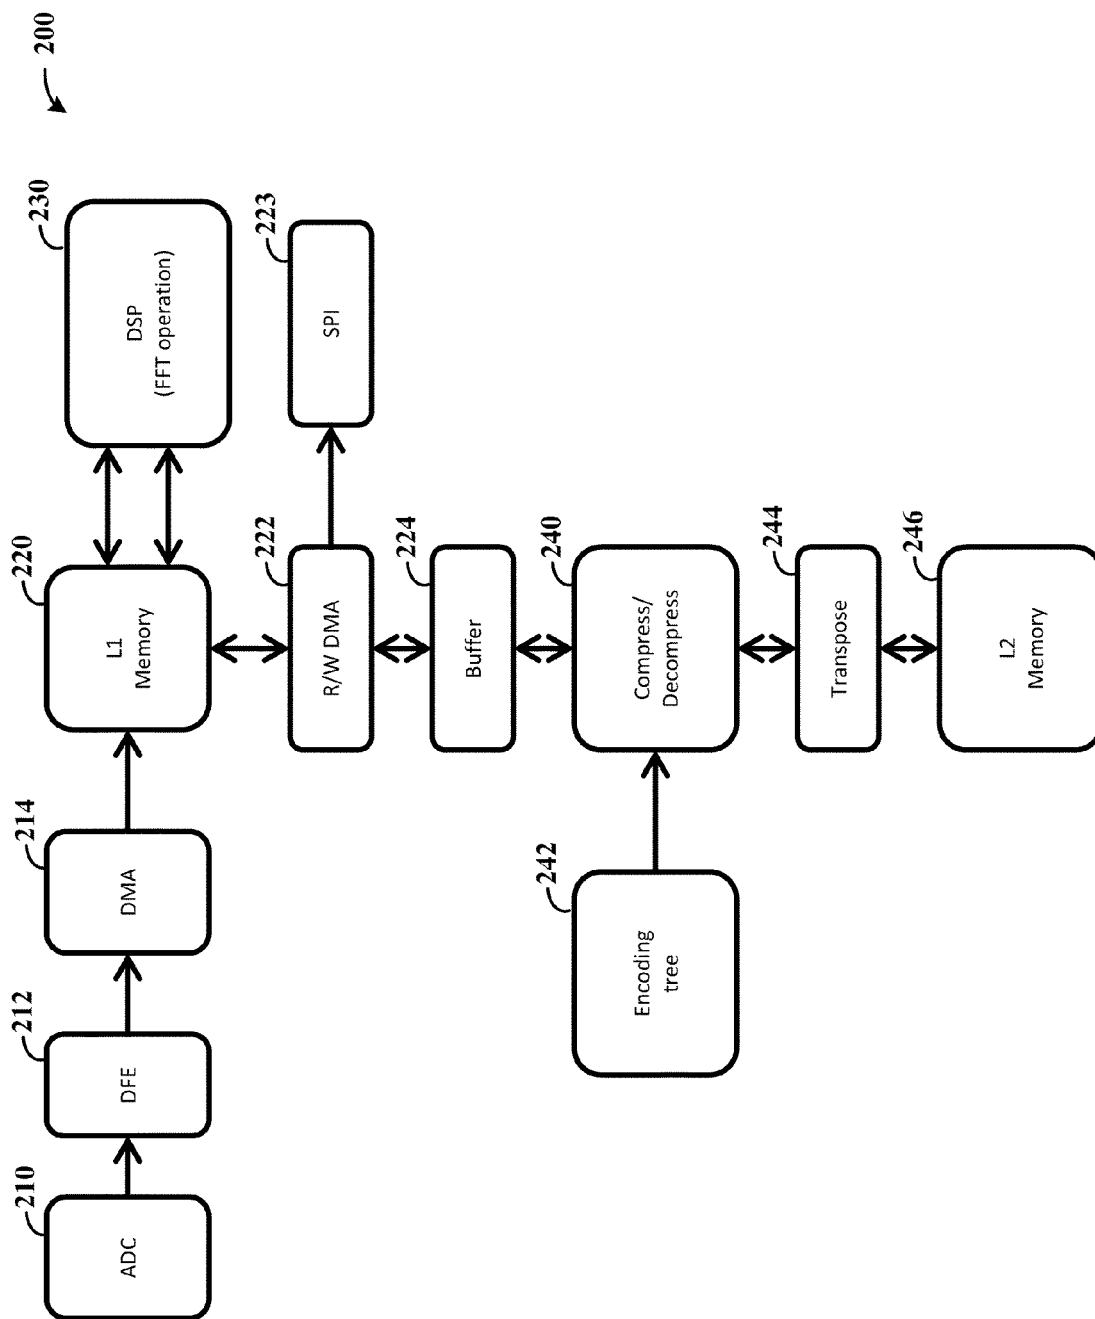 200
210
ADC
212
DFE
214
DMA
220
L1
Memory
230
DSP
(FFT operation)
222
R/W DMA
223
SPI
224
Buffer
242
Encoding
tree
240
Compress/
Decompress
244
Transpose
246
L2
Memory